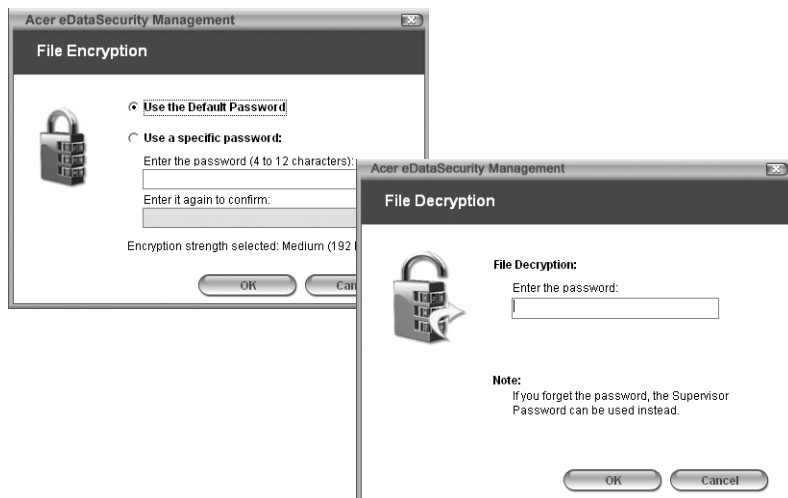 Acer eDataSecurity Management
File Encryption
Use the Default Password
Use a specific password:
Enter the password (4 to 12 characters):
Enter it again to confirm:
Encryption strength selected: Medium (192
OK
Acer eDataSecurity Management
File Decryption
File Decryption:
Enter the password:
Note:
If you forget the password, the Supervisor
Password can be used instead.
OK
Cancel